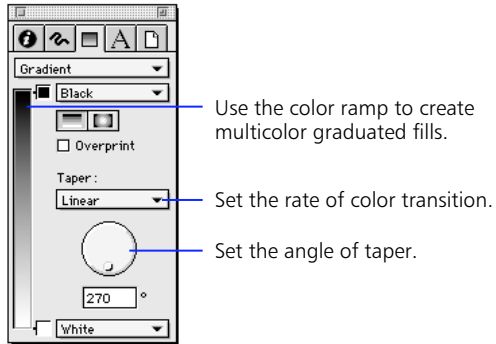 A
Gradient
Black
Use the color ramp to create
multicolor graduated fills.
Overprint
Taper:
Linear
Set the rate of color transition.
Set the angle of taper.
270 °
White